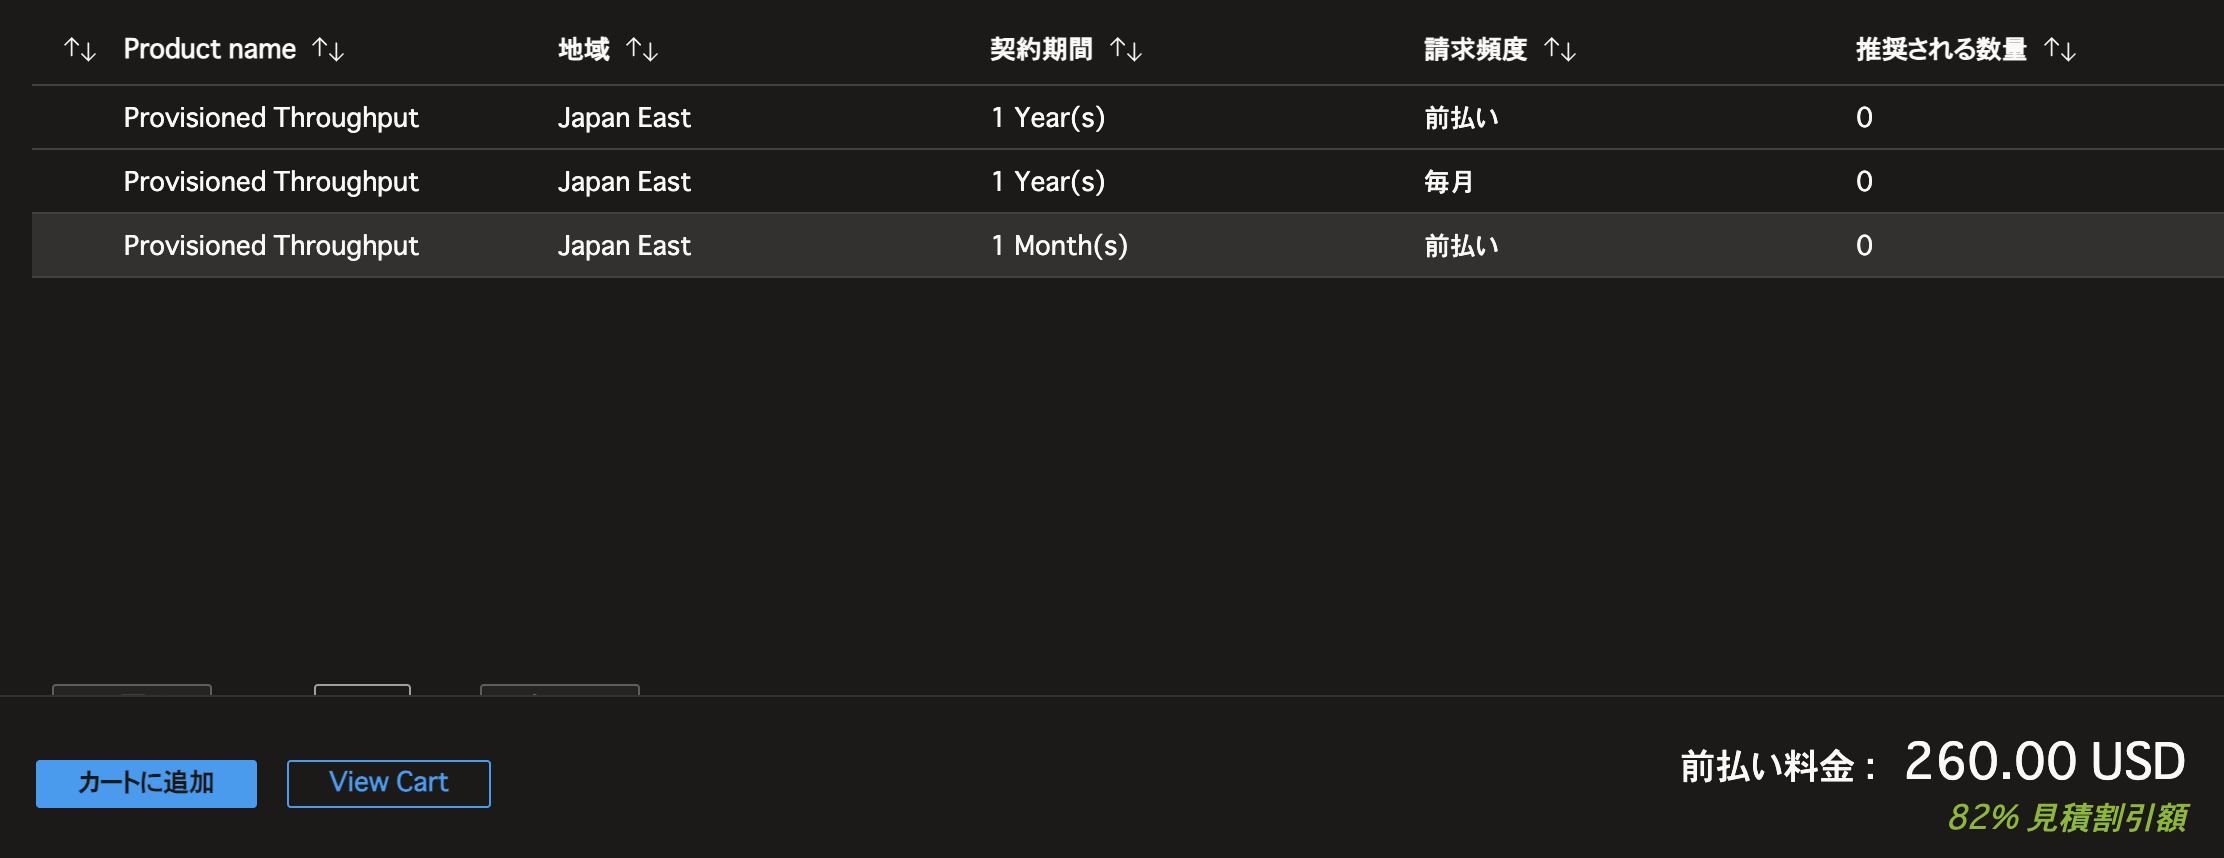 ↑↓ Product name ↑↓ 地域 ↑↓ 契約期間 ↑↓ 請求頻度 ↑↓ 推奨される数量 ↑↓
Provisioned Throughput Japan East 1 Year(s) 前払い 0
Provisioned Throughput Japan East 1 Year(s) 毎月 0
Provisioned Throughput Japan East 1 Month(s) 前払い 0
カートに追加 View Cart 前払い料金： 260.00 USD
82% 見積割引額